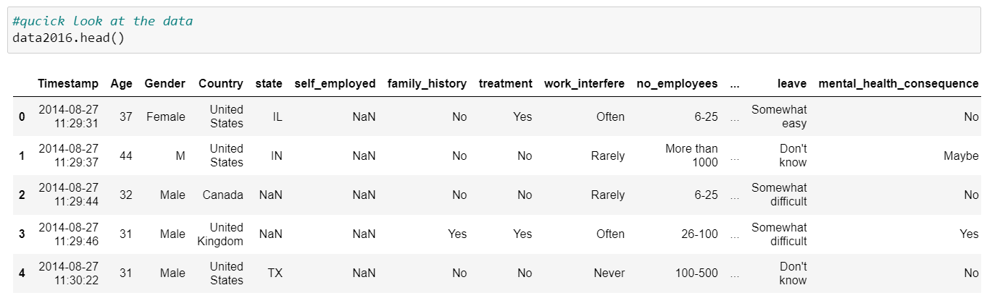 #qucick look at the data
data2016.head()
Timestamp Age Gender Country state self_employed family_history treatment work_interfere no_employees ... leave mental_health_consequence
0 2014-08-27 11:29:31 37 Female United States IL NaN No Yes Often 6-25 ... Somewhat easy No
1 2014-08-27 11:29:37 44 M United States IN NaN No No Rarely More than 1000 ... Don't know Maybe
2 2014-08-27 11:29:44 32 Male Canada NaN NaN No No Rarely 6-25 ... Somewhat difficult No
3 2014-08-27 11:29:46 31 Male United Kingdom NaN NaN Yes Yes Often 26-100 ... Somewhat difficult Yes
4 2014-08-27 11:30:22 31 Male United States TX NaN No No Never 100-500 ... Don't know No